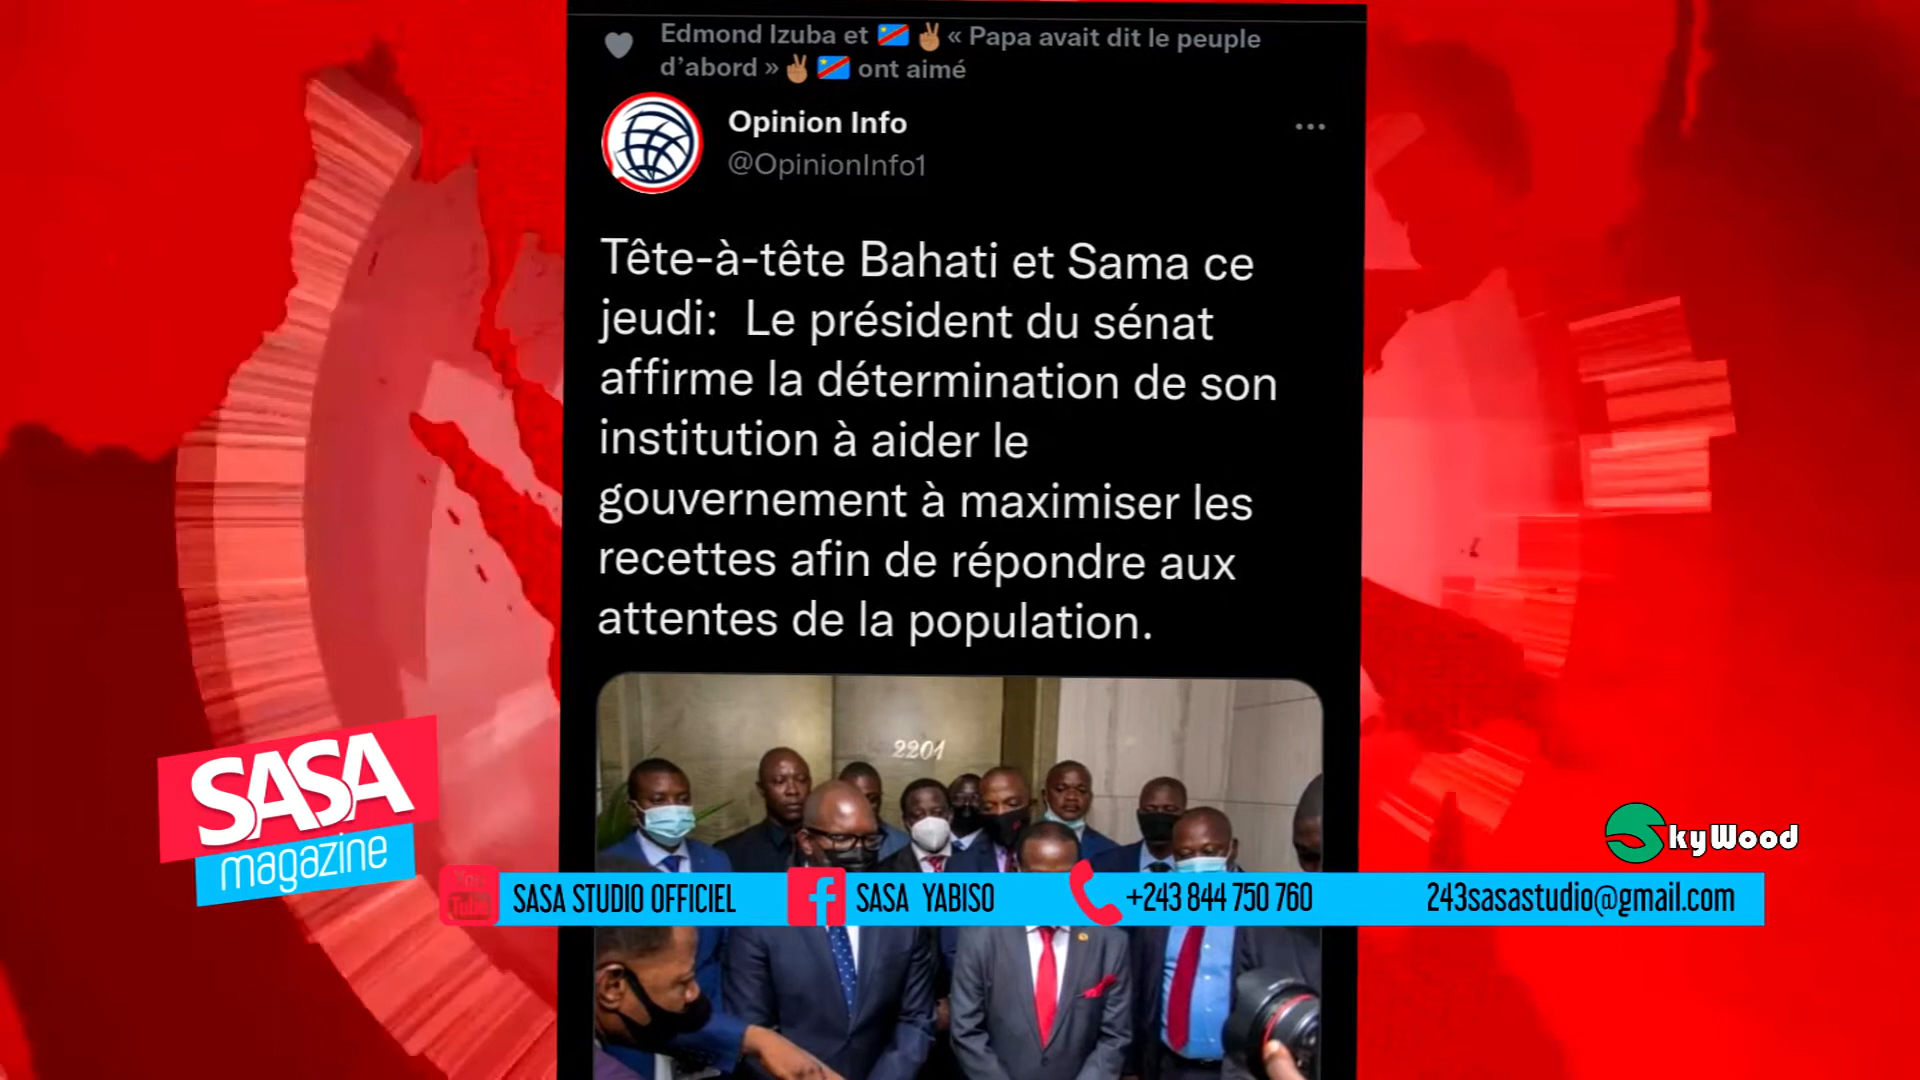 Edmond Izuba et 🇨🇩✌🏽« Papa avait dit le peuple
d'abord »✌🏽🇨🇩 ont aimé
Opinion Info
@OpinionInfo1
Tête-à-tête Bahati et Sama ce
jeudi: Le président du sénat
affirme la détermination de son
institution à aider le
gouvernement à maximiser les
recettes afin de répondre aux
attentes de la population.
2201
SASA
magazine
SkyWood
You
Tube
SASA STUDIO OFFICIEL
SASA YABISO
+243 844 750 760
243sasastudio@gmail.com